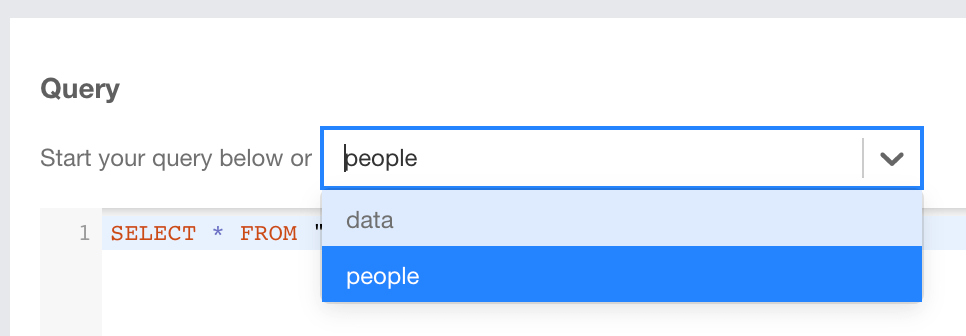 Query
Start your query below or people
data
1 SELECT * FROM "
people